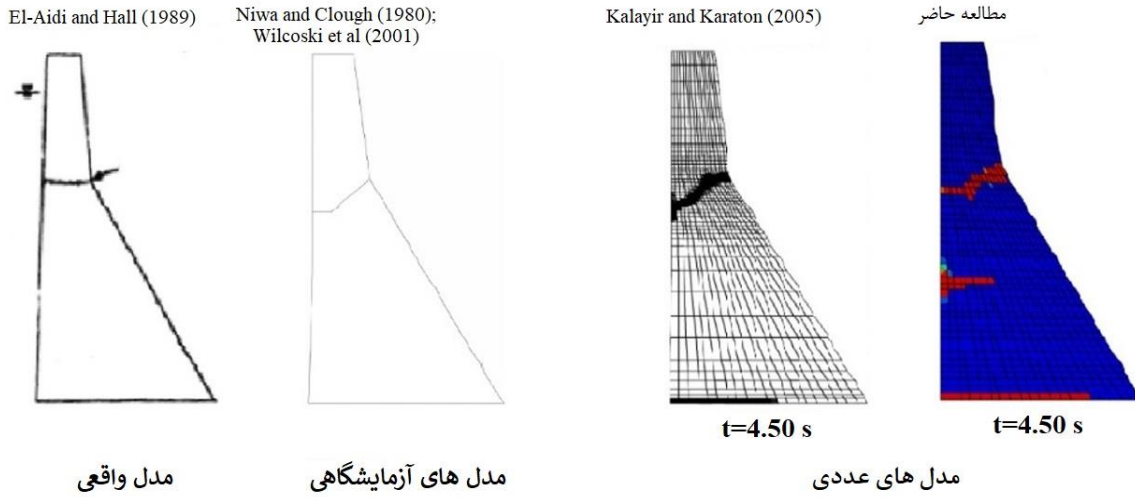 El-Aidi and Hall (1989)
Niwa and Clough (1980);
Wilcoski et al (2001)
Kalayir and Karaton (2005)
مطالعه حاضر
t=4.50 s
t=4.50 s
مدل واقعی
مدل های آزمایشگاهی
مدل های عددی